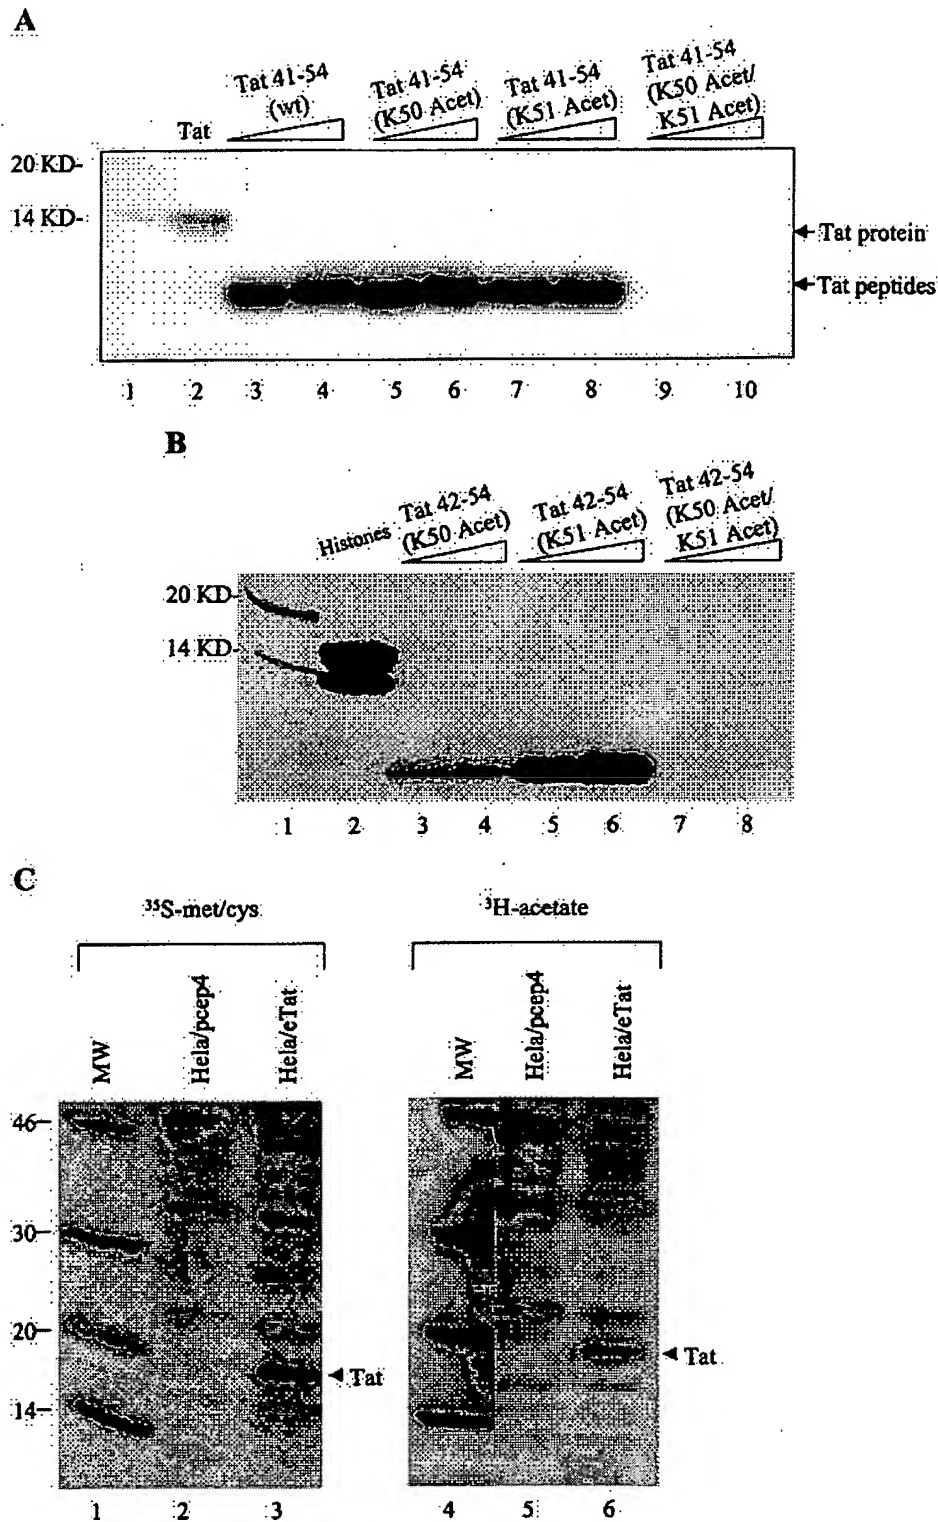 A
Tat
Tat 41-54
(wt)
Tat 41-54
(K50 Acet)
Tat 41-54
(K51 Acet)
Tat 41-54
(K50 Acet/
K51 Acet)
20 KD-
14 KD-
Tat protein
Tat peptides
1 2 3 4 5 6 7 8 9 10
B
Histones
Tat 42-54
(K50 Acet)
Tat 42-54
(K51 Acet)
Tat 42-54
(K50 Acet/
K51 Acet)
20 KD-
14 KD-
1 2 3 4 5 6 7 8
C
³⁵S-met/cys
³H-acetate
MW
Hela/pcep4
Hela/eTat
MW
Hela/pcep4
Hela/eTat
46
30
20
14
Tat
Tat
1 2 3
4 5 6